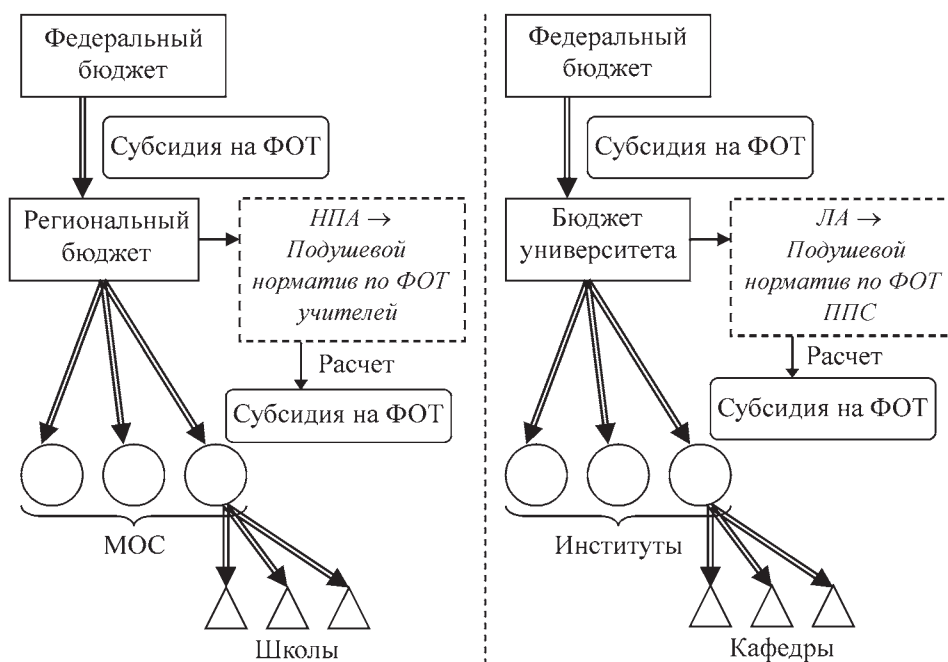 Федеральный
бюджет
Субсидия на ФОТ
Региональный
бюджет
НПА →
Подушевой
норматив по ФОТ
учителей
Расчет
Субсидия на ФОТ
МОС
Школы
Федеральный
бюджет
Субсидия на ФОТ
Бюджет
университета
ЛА →
Подушевой
норматив по ФОТ
ППС
Расчет
Субсидия на ФОТ
Институты
Кафедры